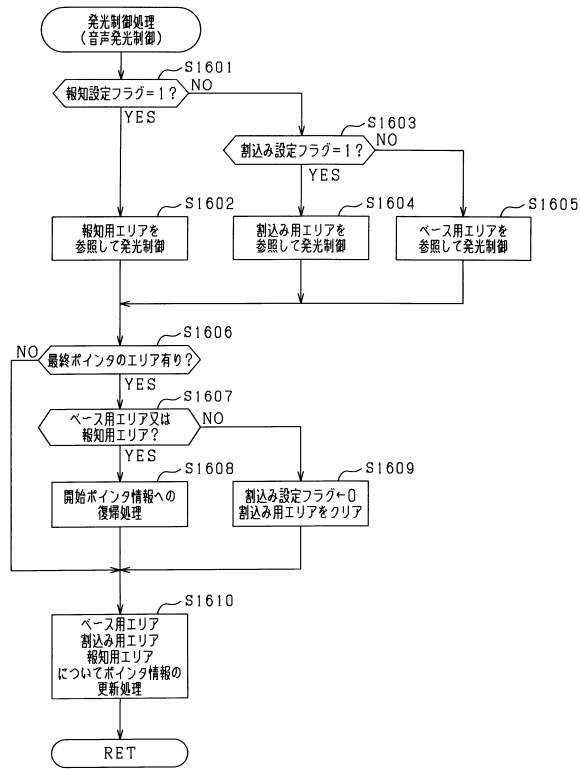 発光制御処理
(音声発光制御)
S1601
報知設定フラグ=1?
NO
YES
S1603
割込み設定フラグ=1?
NO
YES
S1602
報知用エリアを
参照して発光制御
S1604
割込み用エリアを
参照して発光制御
S1605
ベース用エリアを
参照して発光制御
S1606
最終ポインタのエリア有り?
NO
YES
S1607
ベース用エリア又は
報知用エリア?
NO
YES
S1608
開始ポインタ情報への
復帰処理
S1609
割込み設定フラグ←0
割込み用エリアをクリア
S1610
ベース用エリア
割込み用エリア
報知用エリア
についてポインタ情報の
更新処理
RET